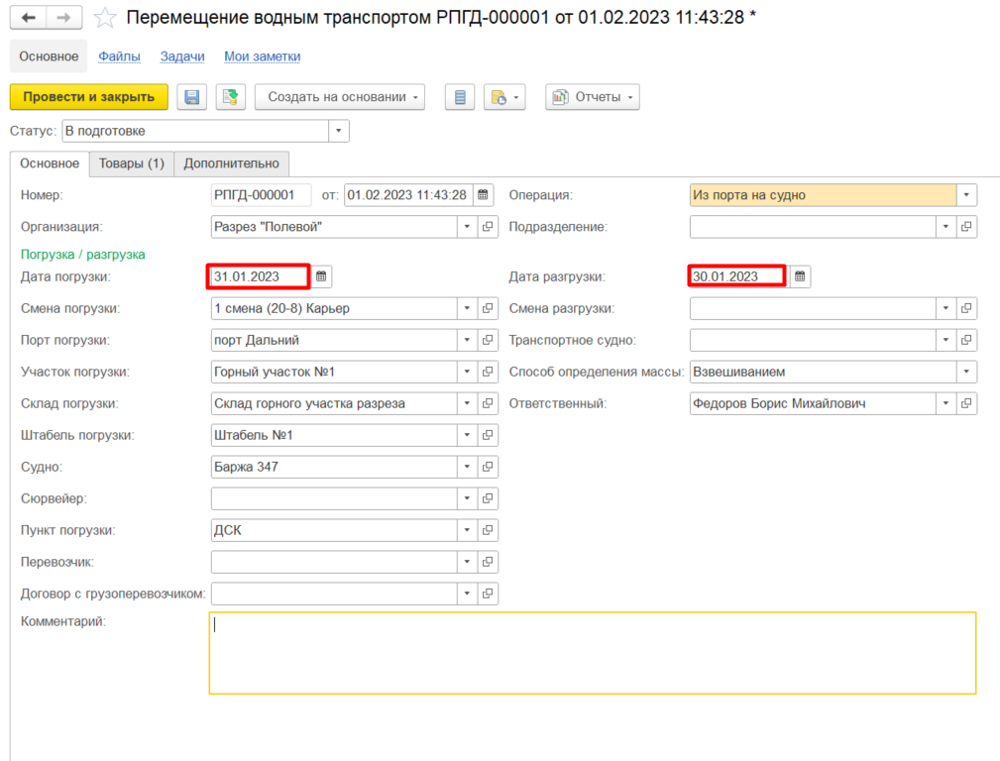 Перемещение водным транспортом РПГД-000001 от 01.02.2023 11:43:28 *
Основное Файлы Задачи Мои заметки
Провести и закрыть Создать на основании Отчеты
Статус: В подготовке
Основное Товары (1) Дополнительно
Номер: РПГД-000001 от: 01.02.2023 11:43:28 Операция: Из порта на судно
Организация: Разрез "Полевой" Подразделение:
Погрузка / разгрузка
Дата погрузки: 31.01.2023 Дата разгрузки: 30.01.2023
Смена погрузки: 1 смена (20-8) Карьер Смена разгрузки:
Порт погрузки: порт Дальний Транспортное судно:
Участок погрузки: Горный участок №1 Способ определения массы: Взвешиванием
Склад погрузки: Склад горного участка разреза Ответственный: Федоров Борис Михайлович
Штабель погрузки: Штабель №1
Судно: Баржа 347
Сюрвейер:
Пункт погрузки: ДСК
Перевозчик:
Договор с грузоперевозчиком:
Комментарий: